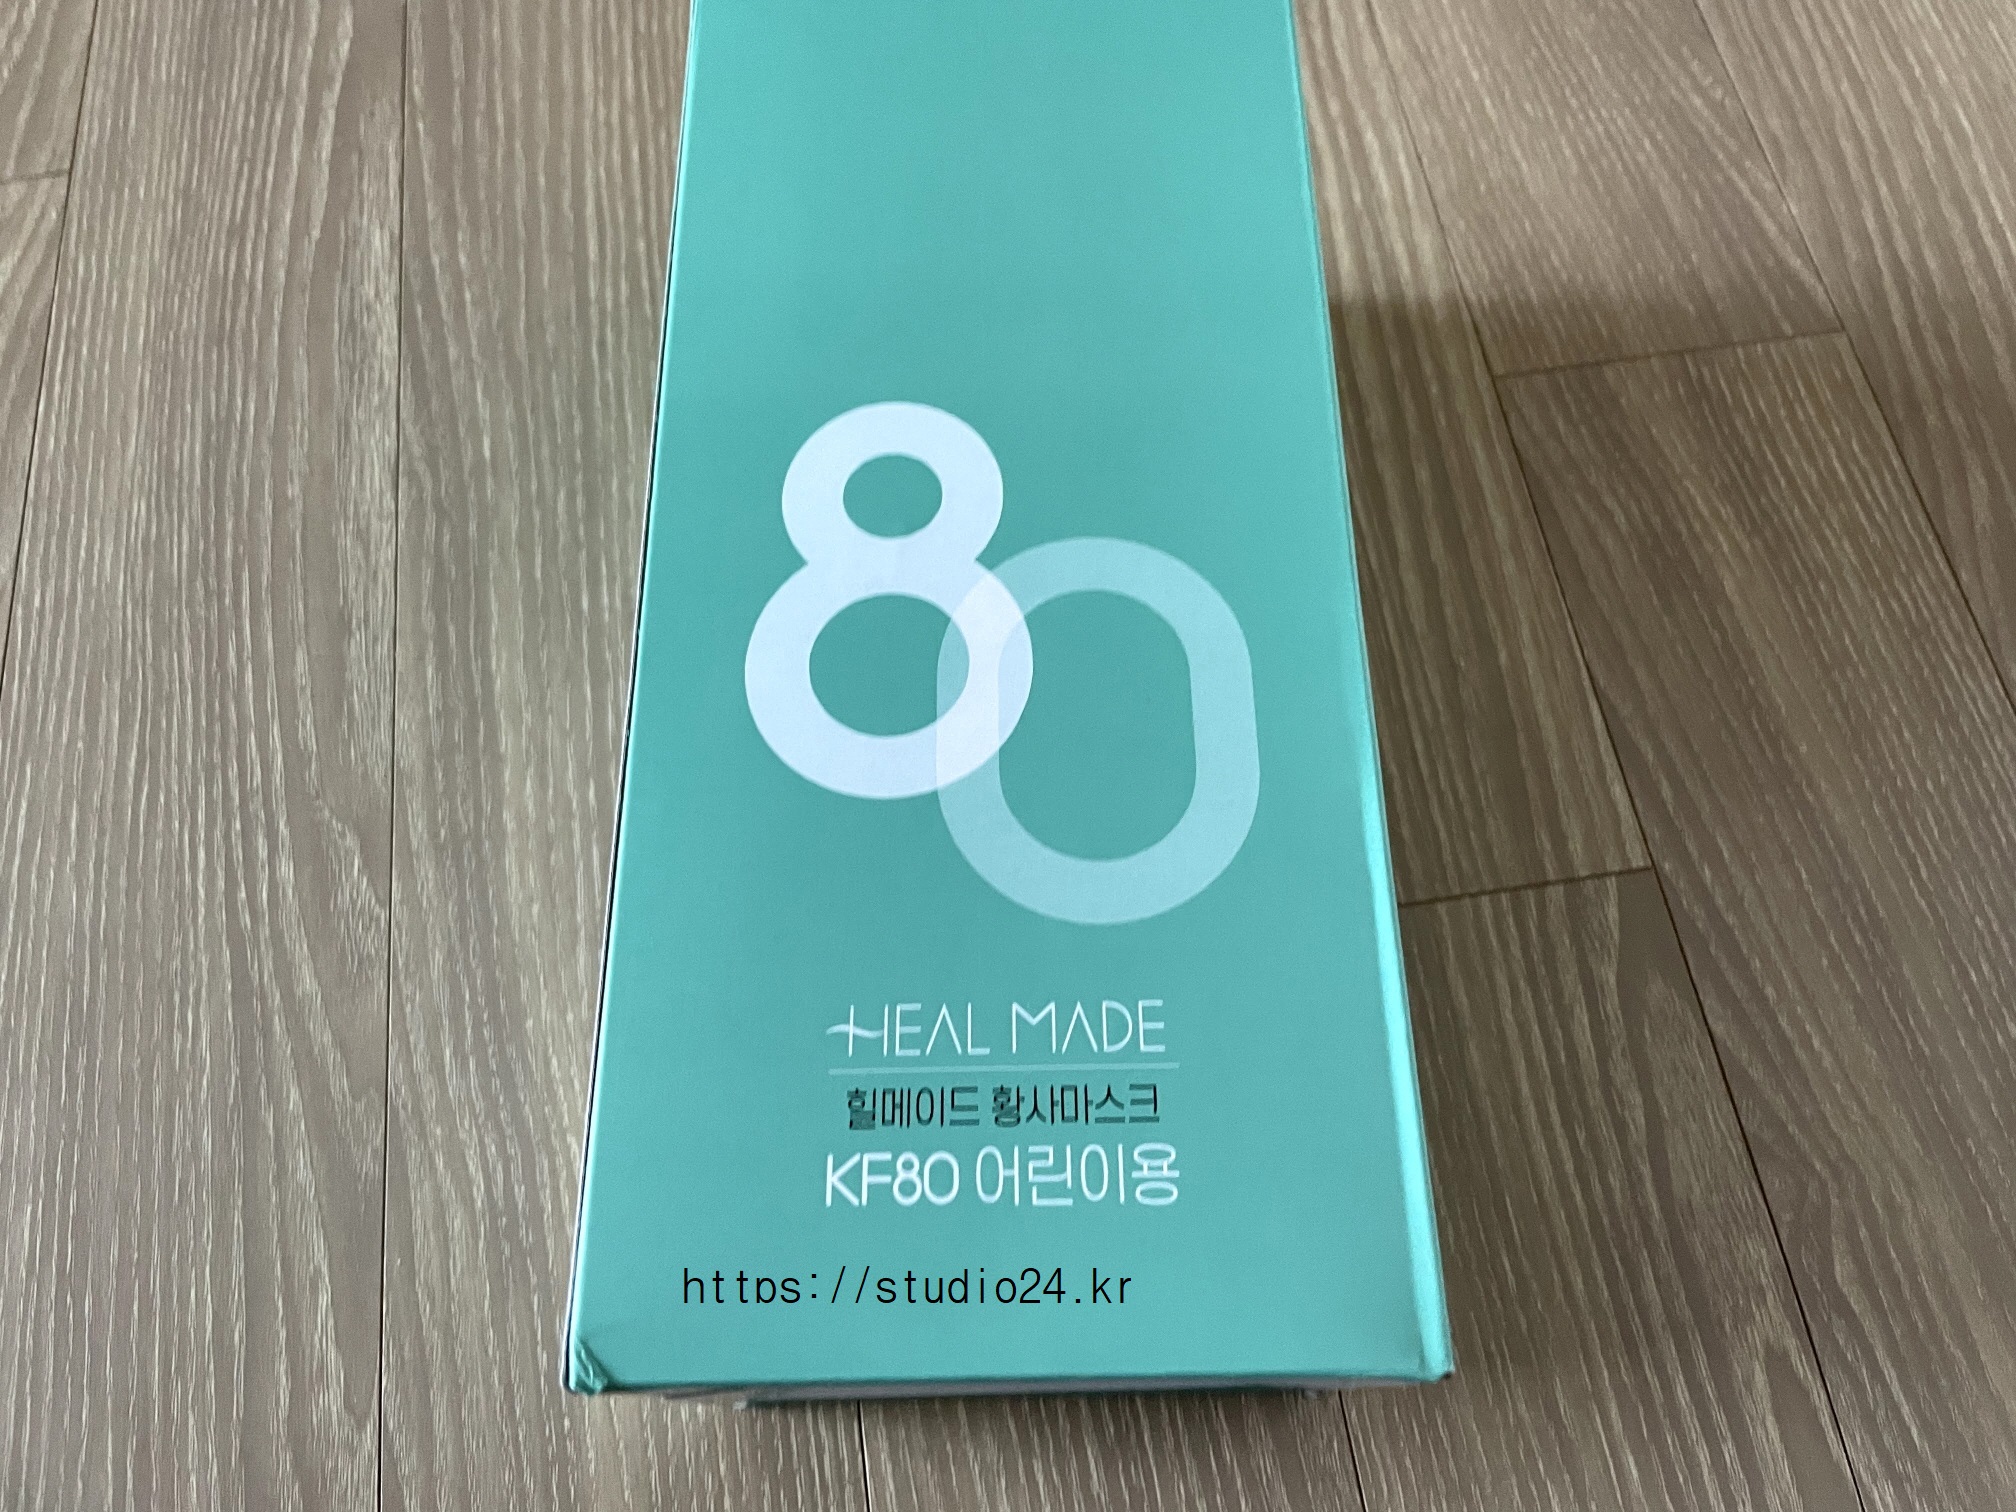 80
HEAL MADE
힐메이드 황사마스크
KF80 어린이용
https://studio24.kr